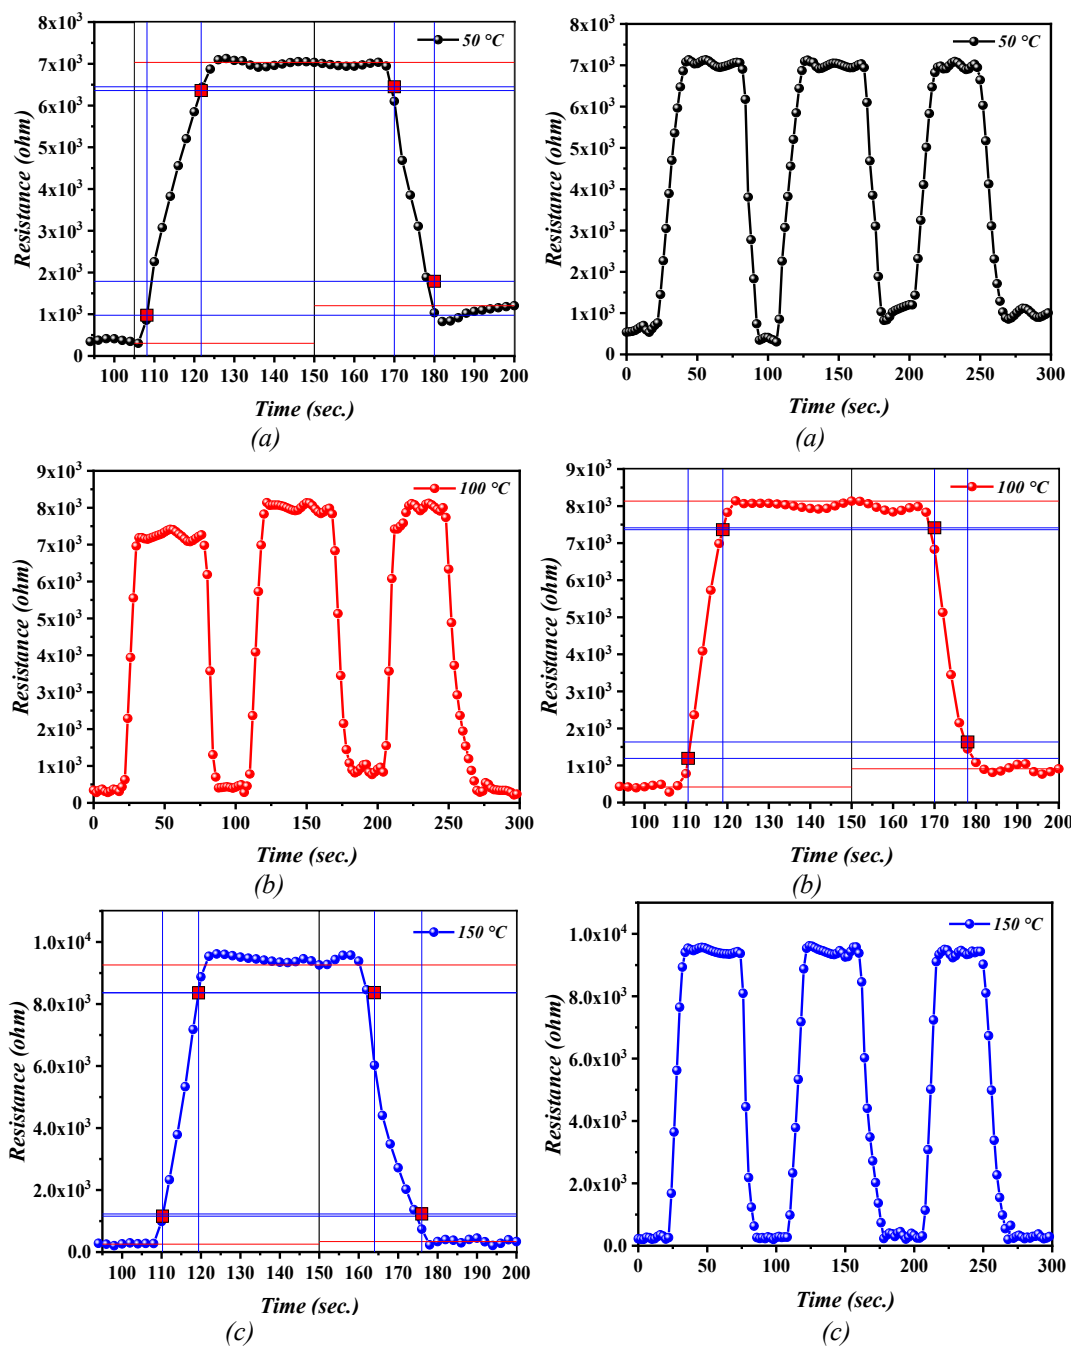 8x10³
7x10³
6x10³
5x10³
4x10³
3x10³
2x10³
1x10³
0
Resistance (ohm)
50 °C
100 110 120 130 140 150 160 170 180 190 200
Time (sec.)
(a)
8x10³
7x10³
6x10³
5x10³
4x10³
3x10³
2x10³
1x10³
0
Resistance (ohm)
50 °C
0 50 100 150 200 250 300
Time (sec.)
(a)
9x10³
8x10³
7x10³
6x10³
5x10³
4x10³
3x10³
2x10³
1x10³
0
Resistance (ohm)
100 °C
0 50 100 150 200 250 300
Time (sec.)
(b)
9x10³
8x10³
7x10³
6x10³
5x10³
4x10³
3x10³
2x10³
1x10³
0
Resistance (ohm)
100 °C
100 110 120 130 140 150 160 170 180 190 200
Time (sec.)
(b)
1.0x10⁴
8.0x10³
6.0x10³
4.0x10³
2.0x10³
0.0
Resistance (ohm)
150 °C
100 110 120 130 140 150 160 170 180 190 200
Time (sec.)
(c)
1.0x10⁴
8.0x10³
6.0x10³
4.0x10³
2.0x10³
0.0
Resistance (ohm)
150 °C
0 50 100 150 200 250 300
Time (sec.)
(c)